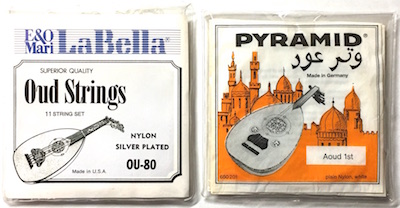 E&O
Mari
LaBella®
SUPERIOR QUALITY
Oud Strings
11 STRING SET
NYLON
SILVER PLATED
Made in U.S.A.
OU-80
PYRAMID®
وتر عود
Made in Germany
Aoud 1st
plain Nylon, white